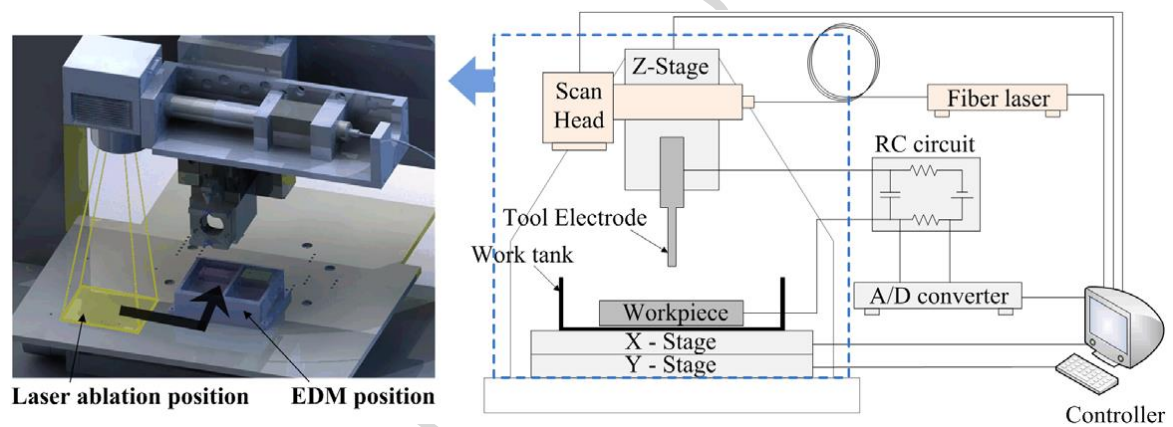 Laser ablation position
EDM position
Z-Stage
Scan
Head
Fiber laser
RC circuit
Tool Electrode
Work tank
A/D converter
Workpiece
X - Stage
Y - Stage
Controller